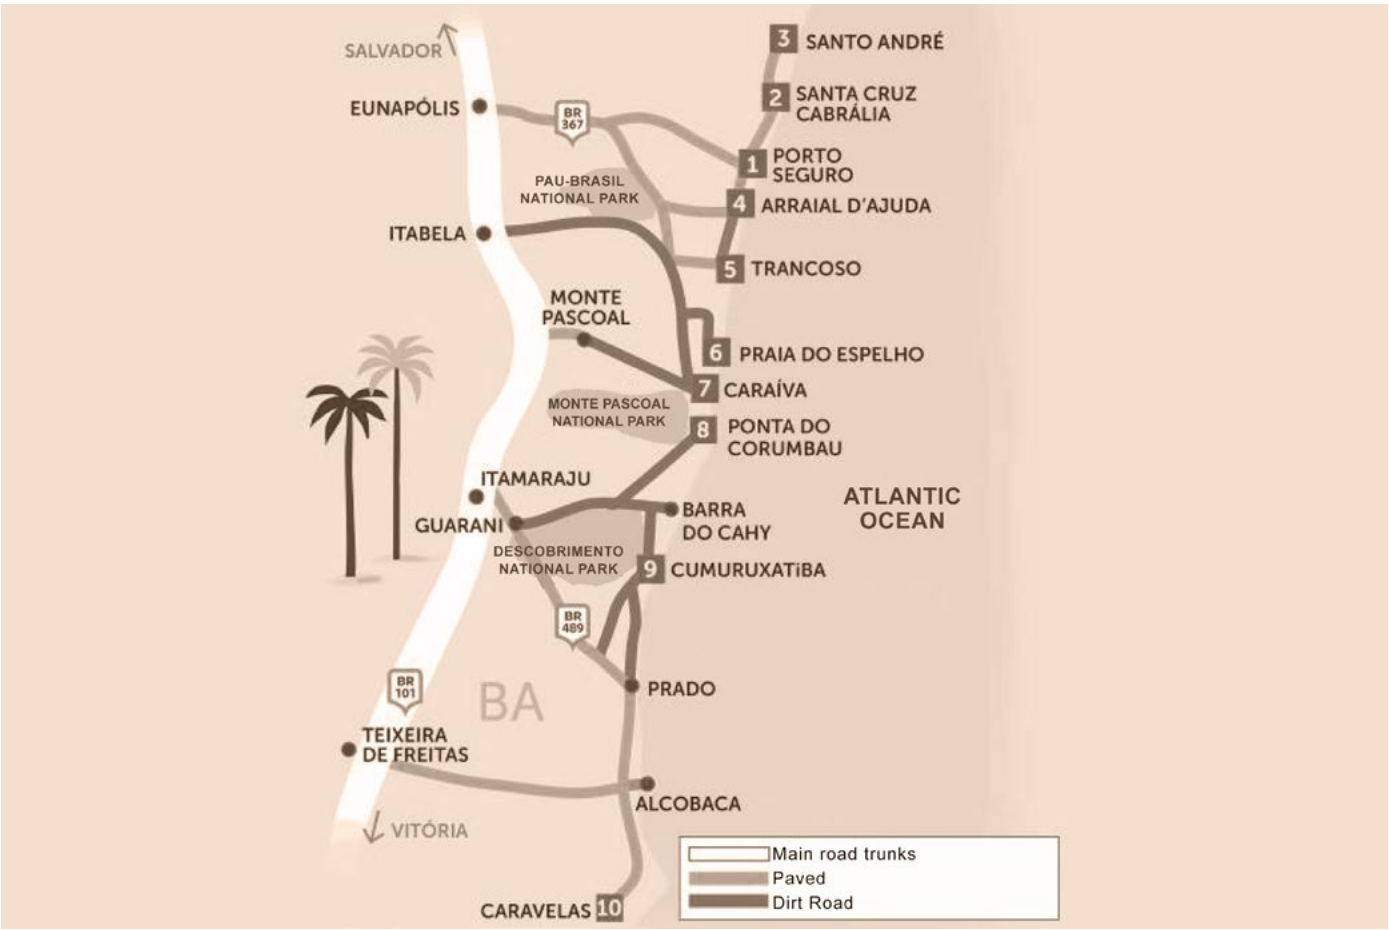 SALVADOR
3 SANTO ANDRÉ
2 SANTA CRUZ
CABRÁLIA
EUNAPÓLIS
BR
367
1 PORTO
SEGURO
PAU-BRASIL
NATIONAL PARK
4 ARRAIAL D'AJUDA
ITABELA
5 TRANCOSO
MONTE
PASCOAL
6 PRAIA DO ESPELHO
7 CARAÍVA
MONTE PASCOAL
NATIONAL PARK
8 PONTA DO
CORUMBAU
ITAMARAJU
ATLANTIC
OCEAN
GUARANI
BARRA
DO CAHY
DESCOBRIMENTO
NATIONAL PARK
9 CUMURUXATiBA
BR
489
BR
101
BA
PRADO
TEIXEIRA
DE FREITAS
ALCOBACA
VITÓRIA
Main road trunks
Paved
Dirt Road
CARAVELAS 10